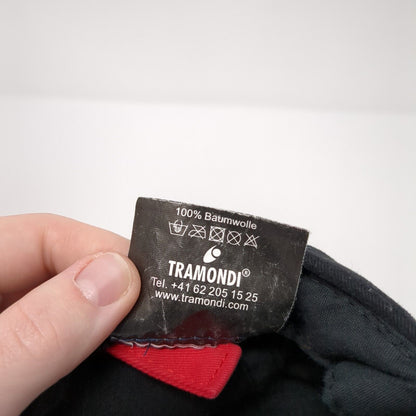 100% Baumwolle
TRAMONDI®
Tel. +41 62 205 15 25
www.tramondi.com